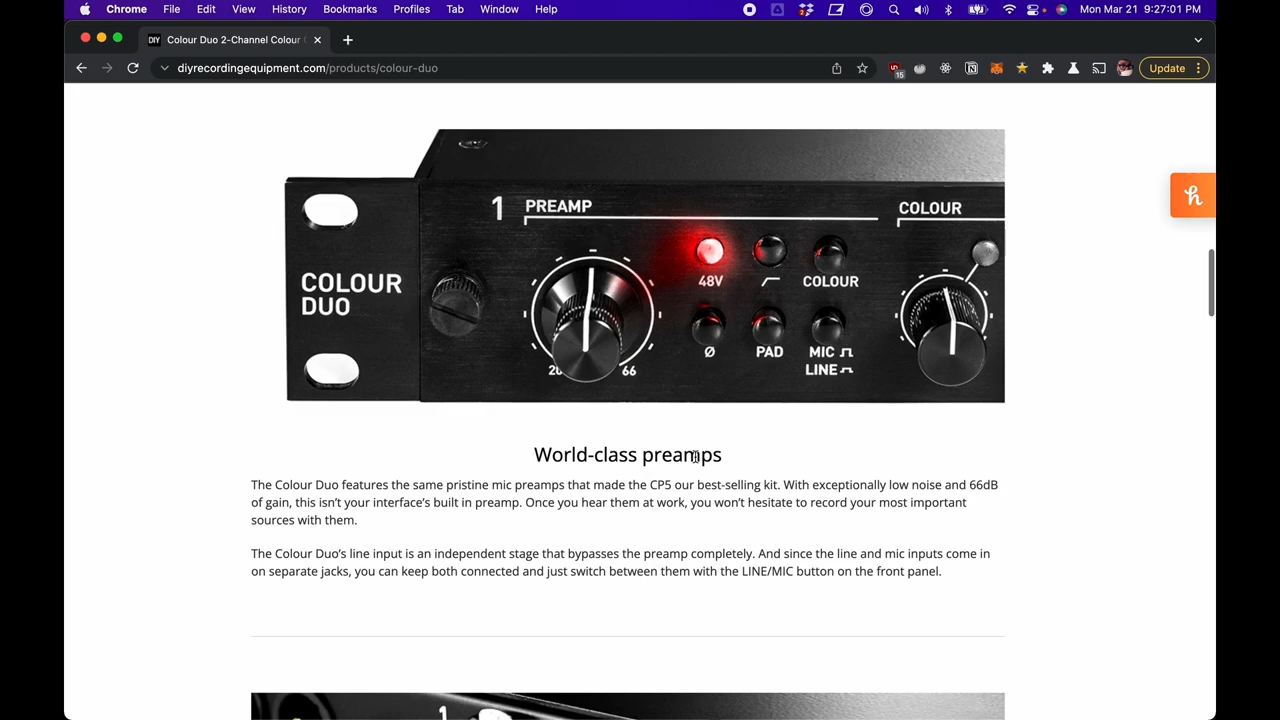 Chrome File Edit View History Bookmarks Profiles Tab Window Help Mon Mar 21 9:27:01 PM
DIY Colour Duo 2-Channel Colour
diyrecordingequipment.com/products/colour-duo
15
Update
1 PREAMP
COLOUR
COLOUR
DUO
48V
COLOUR
Ø
PAD
MIC
LINE
66
World-class preamps
The Colour Duo features the same pristine mic preamps that made the CP5 our best-selling kit. With exceptionally low noise and 66dB
of gain, this isn’t your interface’s built in preamp. Once you hear them at work, you won’t hesitate to record your most important
sources with them.
The Colour Duo’s line input is an independent stage that bypasses the preamp completely. And since the line and mic inputs come in
on separate jacks, you can keep both connected and just switch between them with the LINE/MIC button on the front panel.
1